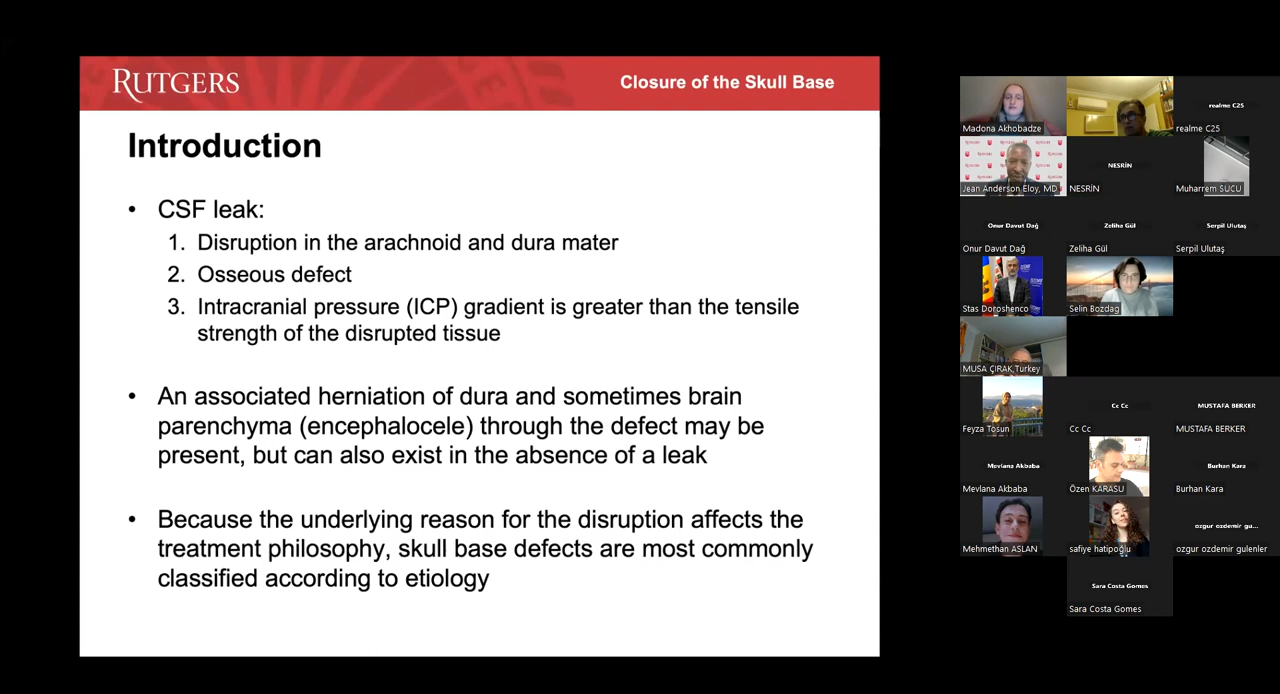 RUTGERS
Closure of the Skull Base
Introduction
• CSF leak:
1. Disruption in the arachnoid and dura mater
2. Osseous defect
3. Intracranial pressure (ICP) gradient is greater than the tensile
strength of the disrupted tissue
• An associated herniation of dura and sometimes brain
parenchyma (encephalocele) through the defect may be
present, but can also exist in the absence of a leak
• Because the underlying reason for the disruption affects the
treatment philosophy, skull base defects are most commonly
classified according to etiology
Madona Akhobadze
realme C25
realme C25
Jean Anderson Eloy, MD
NESRİN
NESRİN
Muharrem SUCU
Onur Davut Dağ
Onur Davut Dağ
Zeliha Gül
Zeliha Gül
Serpil Ulutaş
Serpil Ulutaş
Stas Doroshenco
Selin Bozdag
MUSA ÇIRAK Turkey
Feyza Tosun
Cc Cc
Cc Cc
MUSTAFA BERKER
MUSTAFA BERKER
Mevlana Akbaba
Mevlana Akbaba
Özen KARASU
Burhan Kara
Burhan Kara
Mehmethan ASLAN
safiye hatipoğlu
ozgur ozdemir gu...
ozgur ozdemir gulenler
Sara Costa Gomes
Sara Costa Gomes